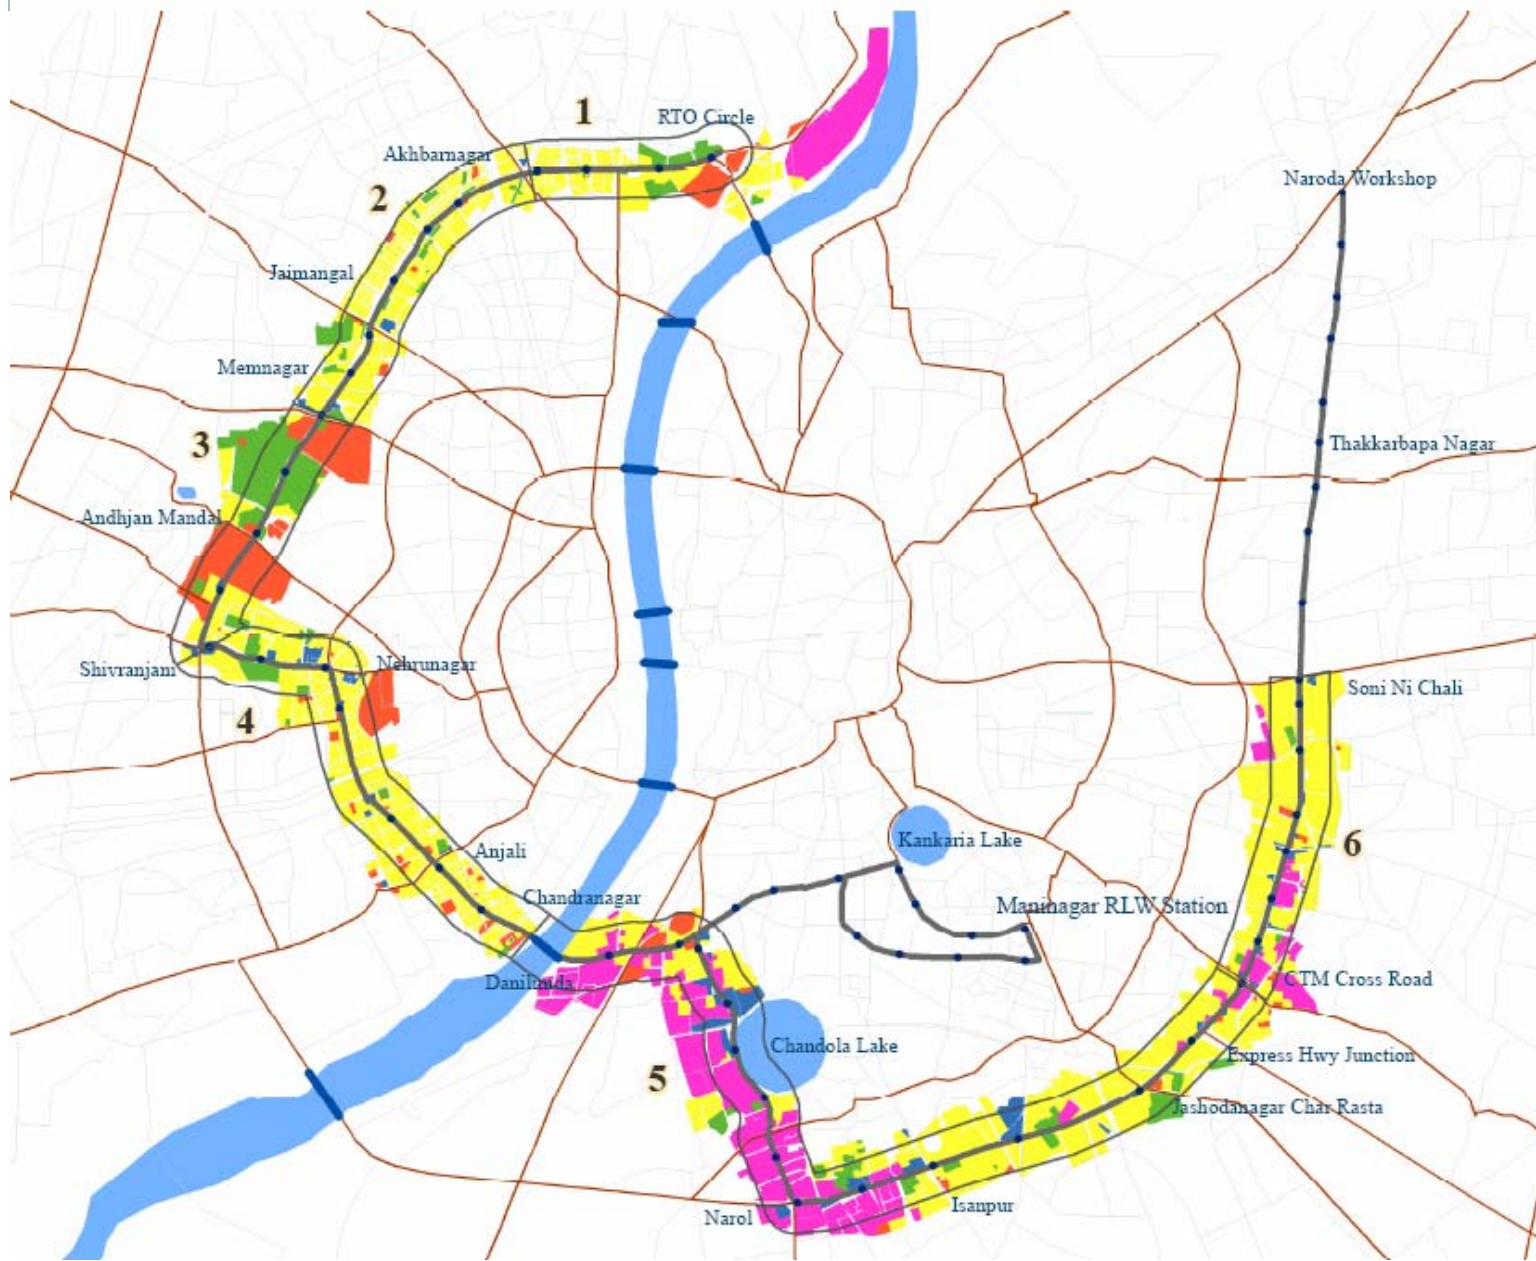 1
RTO Circle
Akhbarnagar
Naroda Workshop
2
Jaimangal
Memnagar
3
Thakkarbapa Nagar
Andhjan Mandal
Shivranjani
Nehrunagar
Soni Ni Chali
4
Kankaria Lake
6
Anjali
Chandranagar
Maninagar RLW Station
Danilimda
CTM Cross Road
Chandola Lake
Express Hwy Junction
5
Jashodanagar Char Rasta
Isanpur
Narol